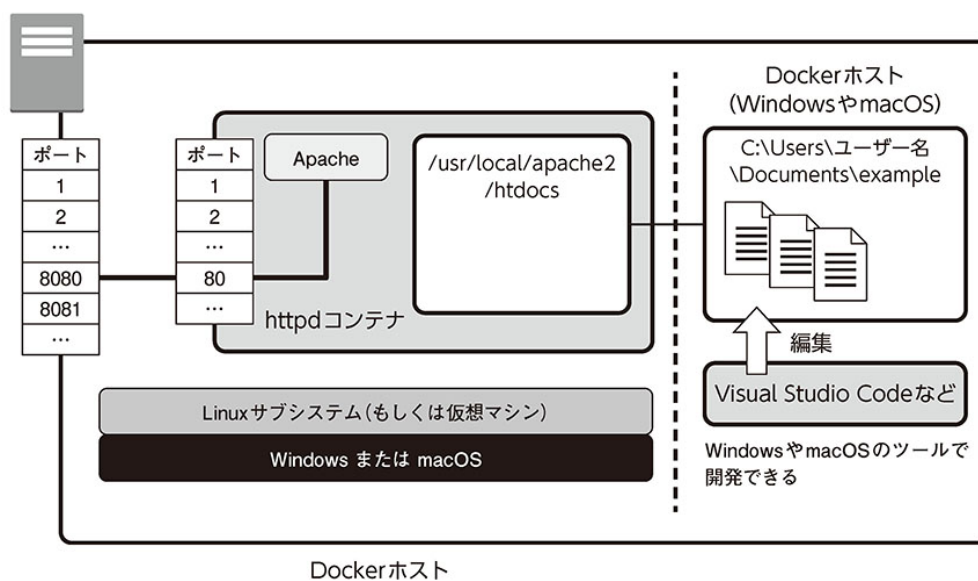 Dockerホスト
(WindowsやmacOS)
ポート
1
2
…
8080
8081
…
ポート
1
2
…
80
…
Apache
httpdコンテナ
/usr/local/apache2
/htdocs
C:\Users\ユーザー名
\Documents\example
編集
Visual Studio Codeなど
WindowsやmacOSのツールで
開発できる
Linuxサブシステム(もしくは仮想マシン)
Windows または macOS
Dockerホスト